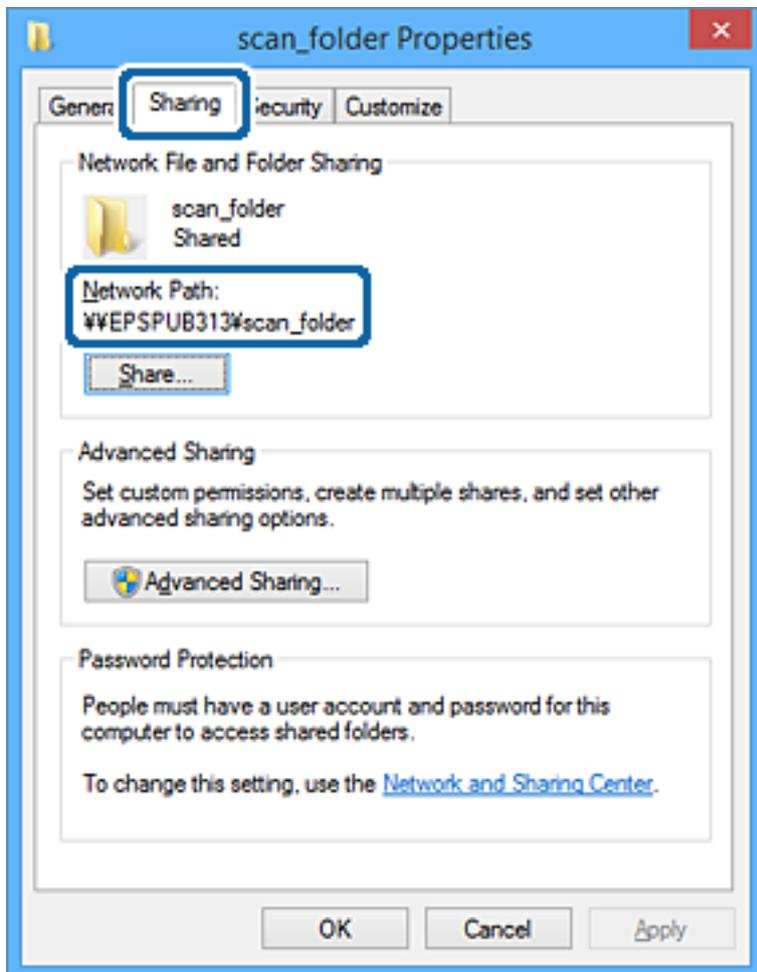 scan_folder Properties
Genera Sharing ecurity Customize
Network File and Folder Sharing
scan_folder
Shared
Network Path:
¥¥EPSPUB313¥scan_folder
Share...
Advanced Sharing
Set custom permissions, create multiple shares, and set other
advanced sharing options.
Advanced Sharing...
Password Protection
People must have a user account and password for this
computer to access shared folders.
To change this setting, use the Network and Sharing Center.
OK Cancel Apply